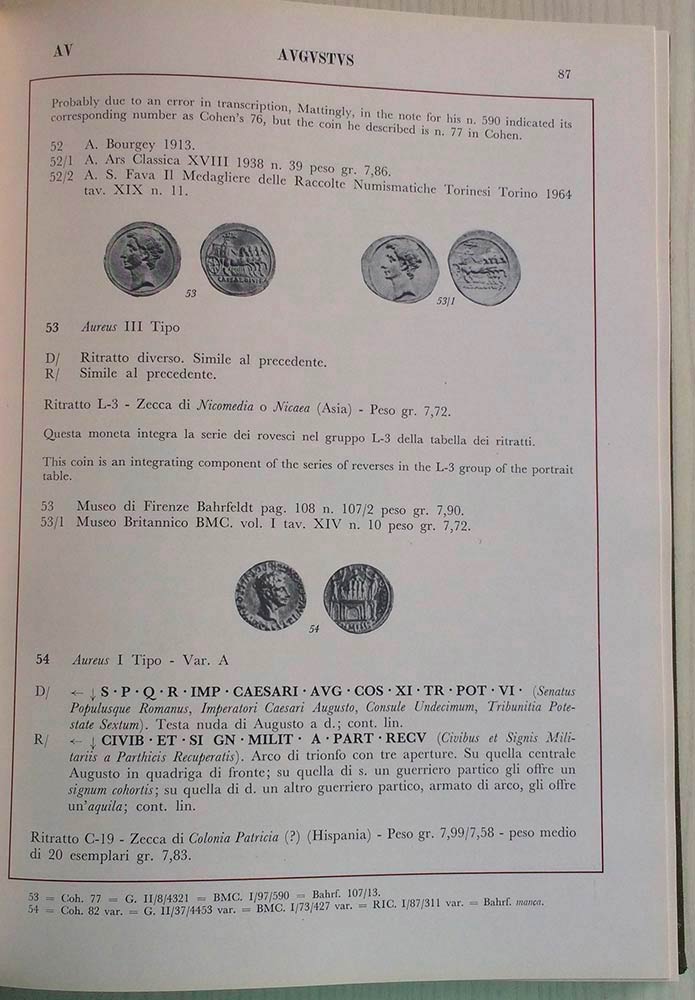 AV
AVGVSTVS
87
Probably due to an error in transcription, Mattingly, in the note for his n. 590 indicated its
corresponding number as Cohen's 76, but the coin he described is n. 77 in Cohen.
52 A. Bourgey 1913.
52/1 A. Ars Classica XVIII 1938 n. 39 peso gr. 7,86.
52/2 A. S. Fava Il Medagliere delle Raccolte Numismatiche Torinesi Torino 1964
tav. XIX n. 11.
53
53/1
53 Aureus III Tipo
D/ Ritratto diverso. Simile al precedente.
R/ Simile al precedente.
Ritratto L-3 - Zecca di Nicomedia o Nicaea (Asia) - Peso gr. 7,72.
Questa moneta integra la serie dei rovesci nel gruppo L-3 della tabella dei ritratti.
This coin is an integrating component of the series of reverses in the L-3 group of the portrait
table.
53 Museo di Firenze Bahrfeldt pag. 108 n. 107/2 peso gr. 7,90.
53/1 Museo Britannico BMC. vol. I tav. XIV n. 10 peso gr. 7,72.
54
54 Aureus I Tipo - Var. A
D/ ← ↓ S · P · Q · R · IMP · CAESARI · AVG · COS · XI · TR · POT · VI · (Senatus
Populusque Romanus, Imperatori Caesari Augusto, Consule Undecimum, Tribunitia Pote-
state Sextum). Testa nuda di Augusto a d.; cont. lin.
R/ ← ↓ CIVIB · ET · SI GN · MILIT · A · PART · RECV (Civibus et Signis Mili-
tariis a Parthicis Recuperatis). Arco di trionfo con tre aperture. Su quella centrale
Augusto in quadriga di fronte; su quella di s. un guerriero partico gli offre un
signum cohortis; su quella di d. un altro guerriero partico, armato di arco, gli offre
un'aquila; cont. lin.
Ritratto C-19 - Zecca di Colonia Patricia (?) (Hispania) - Peso gr. 7,99/7,58 - peso medio
di 20 esemplari gr. 7,83.
53 = Coh. 77 = G. II/8/4321 = BMC. I/97/590 = Bahrf. 107/13.
54 = Coh. 82 var. = G. II/37/4453 var. = BMC. I/73/427 var. = RIC. I/87/311 var. = Bahrf. manca.